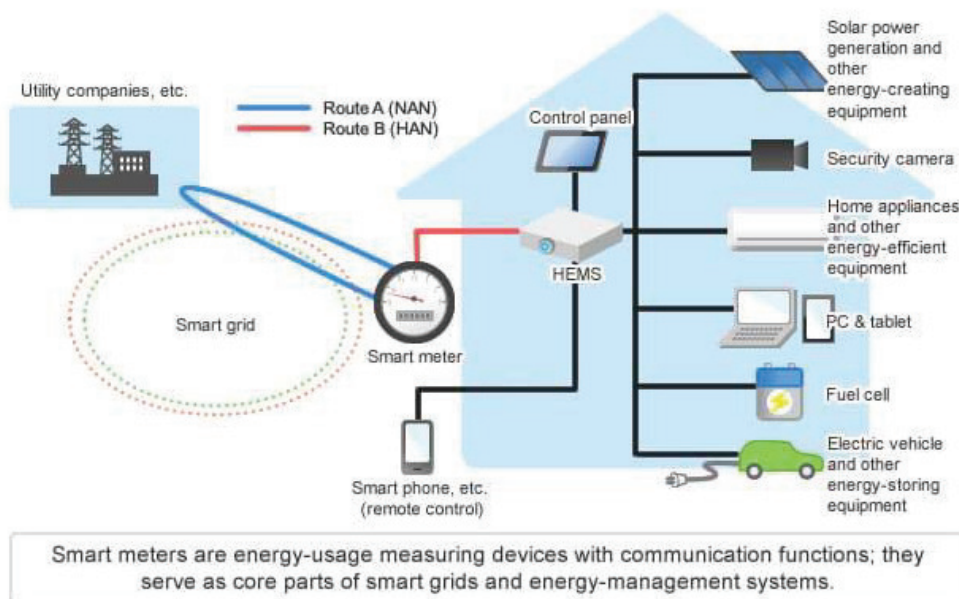 Utility companies, etc.
Route A (NAN)
Route B (HAN)
Smart grid
Smart meter
Control panel
HEMS
Smart phone, etc.
(remote control)
Solar power
generation and
other
energy-creating
equipment
Security camera
Home appliances
and other
energy-efficient
equipment
PC & tablet
Fuel cell
Electric vehicle
and other
energy-storing
equipment
Smart meters are energy-usage measuring devices with communication functions; they
serve as core parts of smart grids and energy-management systems.